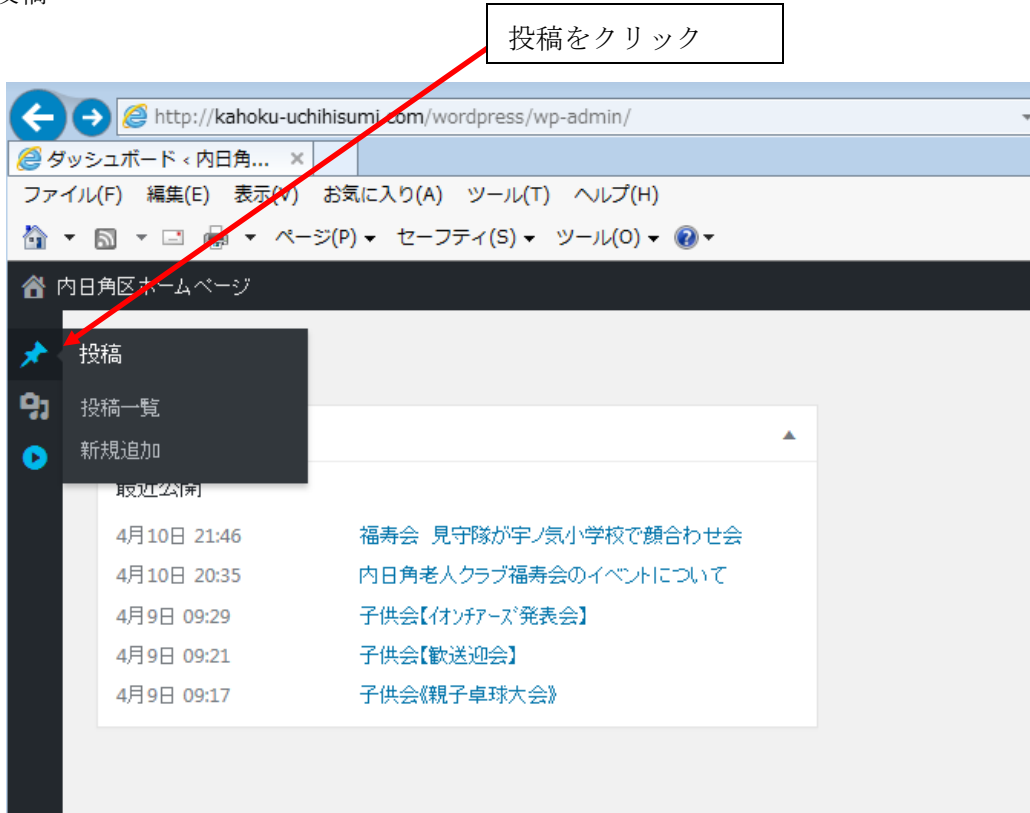 投稿
投稿をクリック
http://kahoku-uchihisumi.com/wordpress/wp-admin/
ダッシュボード ‹ 内日角... ×
ファイル(F) 編集(E) 表示(V) お気に入り(A) ツール(T) ヘルプ(H)
ページ(P) セーフティ(S) ツール(O)
内日角区ホームページ
投稿
投稿一覧
新規追加
最近公開
4月10日 21:46 福寿会 見守隊が宇ノ気小学校で顔合わせ会
4月10日 20:35 内日角老人クラブ福寿会のイベントについて
4月9日 09:29 子供会【イオンチアーズ発表会】
4月9日 09:21 子供会【歓送迎会】
4月9日 09:17 子供会《親子卓球大会》